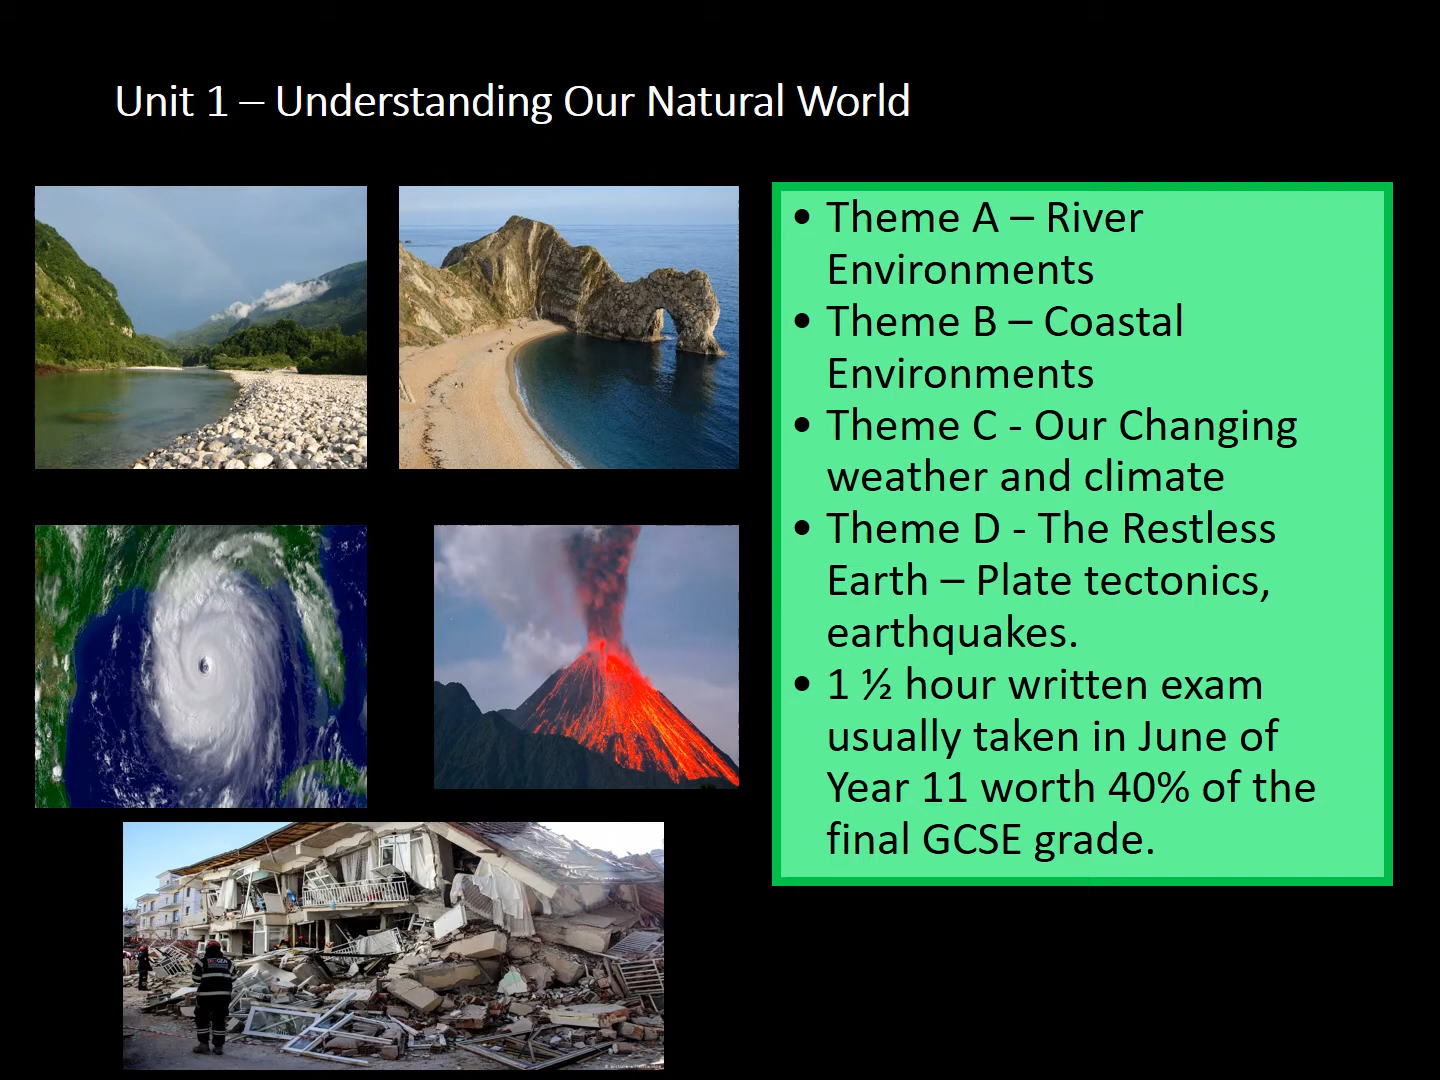 Unit 1 – Understanding Our Natural World
• Theme A – River
Environments
• Theme B – Coastal
Environments
• Theme C - Our Changing
weather and climate
• Theme D - The Restless
Earth – Plate tectonics,
earthquakes.
• 1 ½ hour written exam
usually taken in June of
Year 11 worth 40% of the
final GCSE grade.